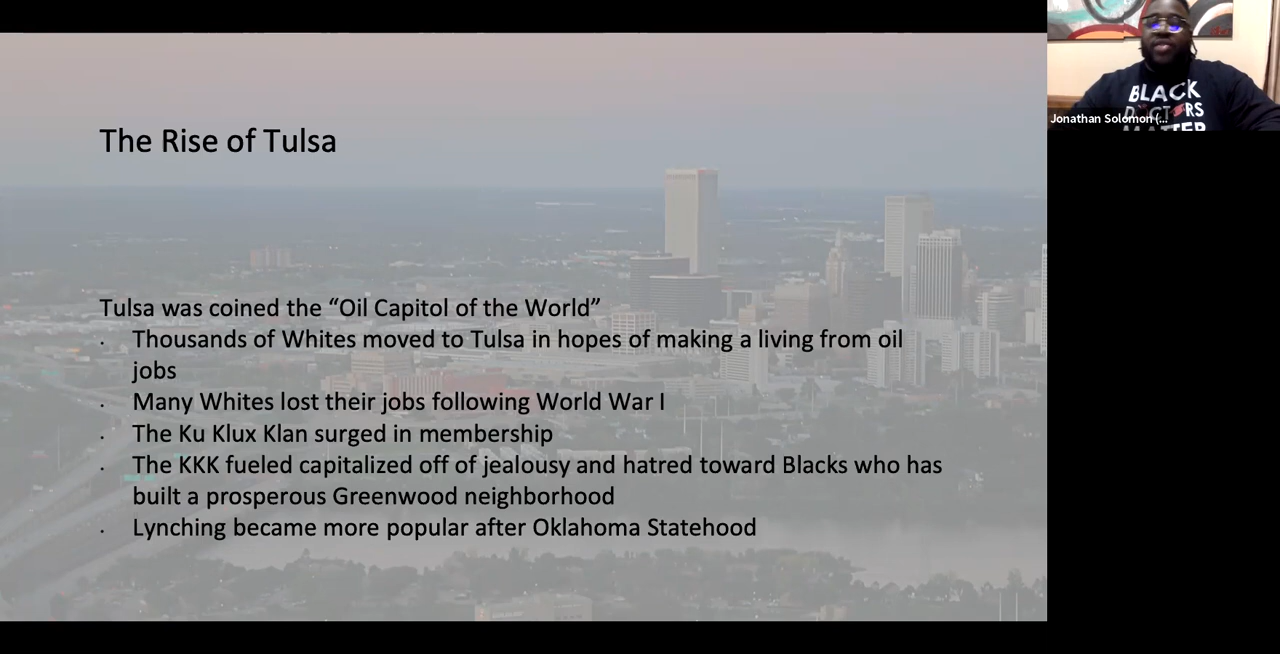 The Rise of Tulsa
Tulsa was coined the “Oil Capitol of the World”
· Thousands of Whites moved to Tulsa in hopes of making a living from oil
jobs
· Many Whites lost their jobs following World War I
· The Ku Klux Klan surged in membership
· The KKK fueled capitalized off of jealousy and hatred toward Blacks who has
built a prosperous Greenwood neighborhood
· Lynching became more popular after Oklahoma Statehood
BLACK
MATTER
Jonathan Solomon (...